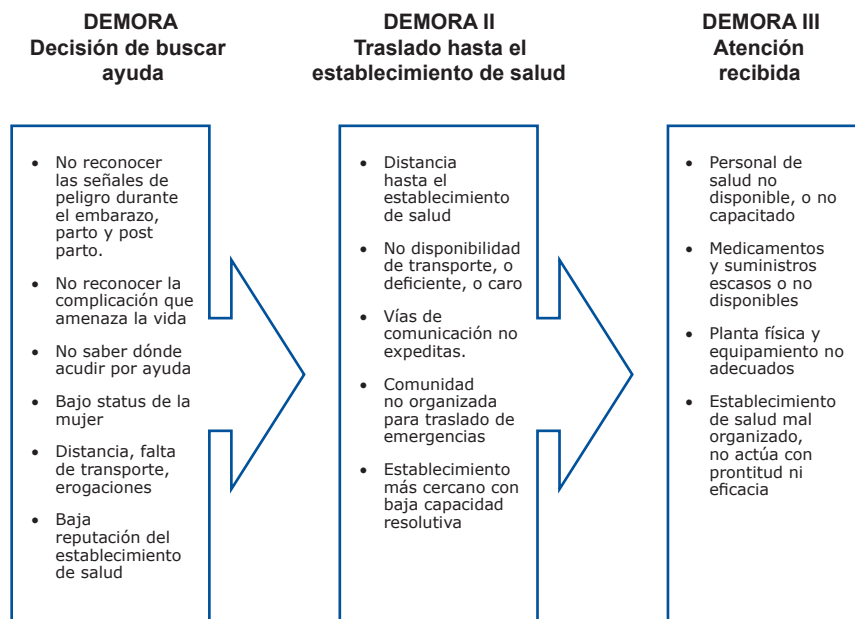 DEMORA
Decisión de buscar
ayuda
• No reconocer
las señales de
peligro durante
el embarazo,
parto y post
parto.
• No reconocer la
complicación que
amenaza la vida
• No saber dónde
acudir por ayuda
• Bajo status de la
mujer
• Distancia, falta
de transporte,
erogaciones
• Baja
reputación del
establecimiento
de salud
DEMORA II
Traslado hasta el
establecimiento de salud
• Distancia
hasta el
establecimiento
de salud
• No disponibilidad
de transporte, o
deficiente, o caro
• Vías de
comunicación no
expeditas.
• Comunidad
no organizada
para traslado de
emergencias
• Establecimiento
más cercano con
baja capacidad
resolutiva
DEMORA III
Atención
recibida
• Personal de
salud no
disponible, o no
capacitado
• Medicamentos
y suministros
escasos o no
disponibles
• Planta física y
equipamiento no
adecuados
• Establecimiento
de salud mal
organizado,
no actúa con
prontitud ni
eficacia